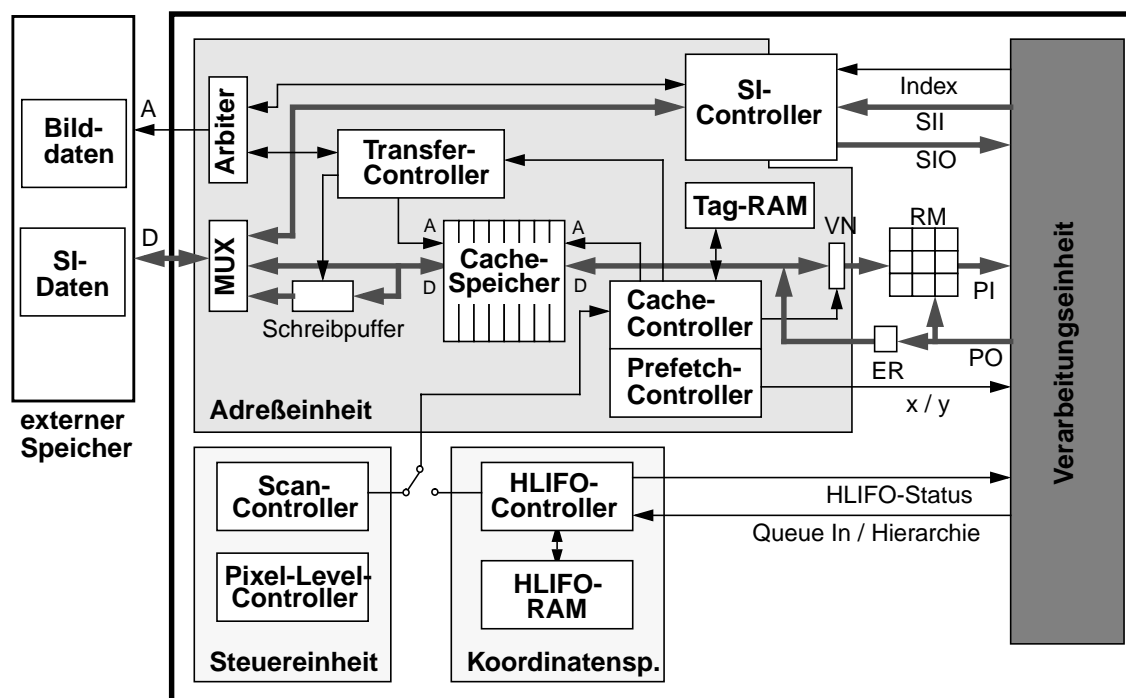 Bild-
daten
SI-
Daten
externer
Speicher
A
D
Arbiter
MUX
Transfer-
Controller
Schreibpuffer
A
D
Cache-
Speicher
A
D
SI-
Controller
Tag-RAM
Cache-
Controller
Prefetch-
Controller
Adreßeinheit
VN
RM
ER
Index
SII
SIO
PI
PO
x / y
HLIFO-Status
Queue In / Hierarchie
Verarbeitungseinheit
Scan-
Controller
Pixel-Level-
Controller
Steuereinheit
HLIFO-
Controller
HLIFO-
RAM
Koordinatensp.